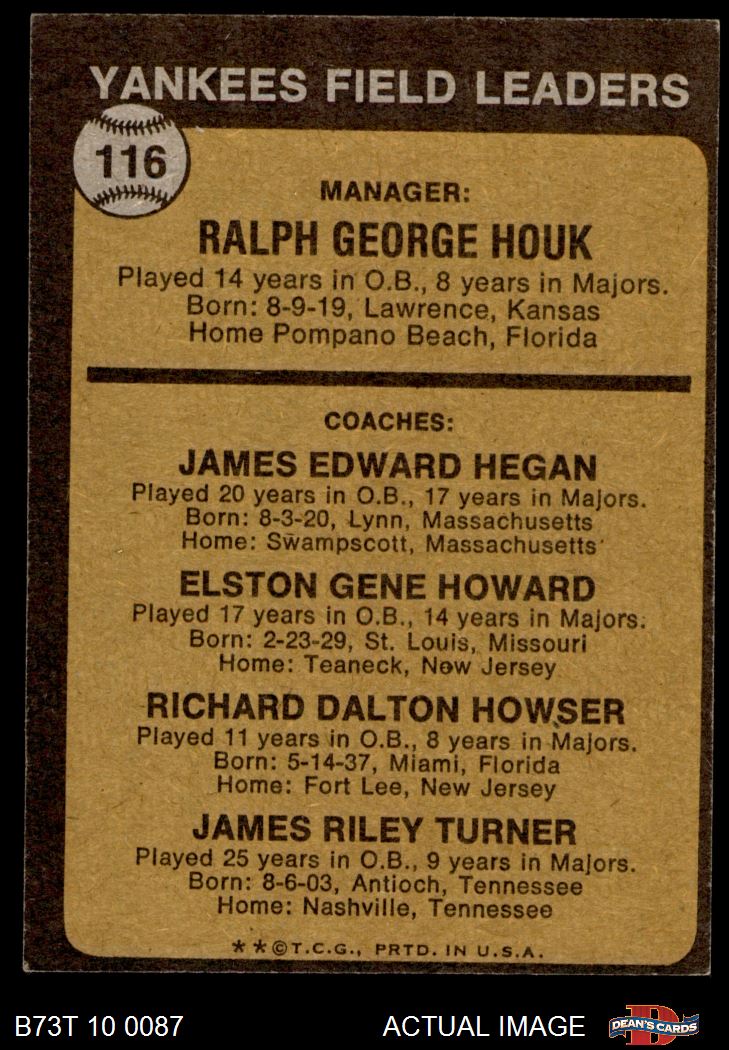 YANKEES FIELD LEADERS
116
MANAGER:
RALPH GEORGE HOUK
Played 14 years in O.B., 8 years in Majors.
Born: 8-9-19, Lawrence, Kansas
Home Pompano Beach, Florida
COACHES:
JAMES EDWARD HEGAN
Played 20 years in O.B., 17 years in Majors.
Born: 8-3-20, Lynn, Massachusetts
Home: Swampscott, Massachusetts
ELSTON GENE HOWARD
Played 17 years in O.B., 14 years in Majors.
Born: 2-23-29, St. Louis, Missouri
Home: Teaneck, New Jersey
RICHARD DALTON HOWSER
Played 11 years in O.B., 8 years in Majors.
Born: 5-14-37, Miami, Florida
Home: Fort Lee, New Jersey
JAMES RILEY TURNER
Played 25 years in O.B., 9 years in Majors.
Born: 8-6-03, Antioch, Tennessee
Home: Nashville, Tennessee
**©T.C.G., PRTD. IN U.S.A.
B73T 10 0087 ACTUAL IMAGE D DEAN'S CARDS